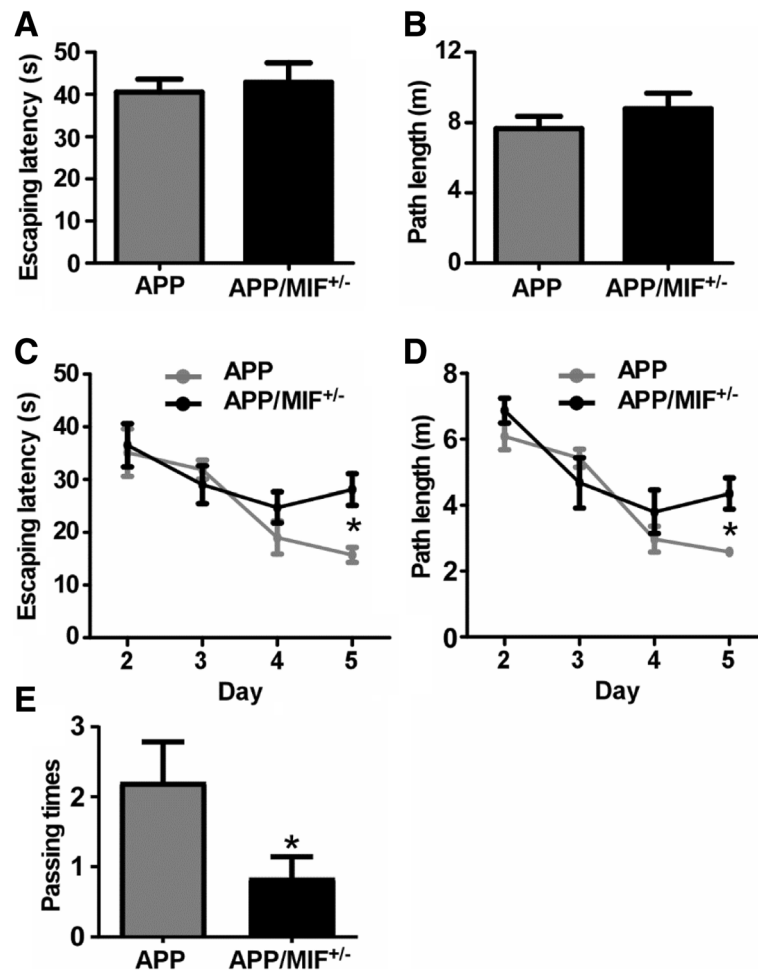 A
Escaping latency (s)
50
40
30
20
10
0
APP
APP/MIF+/-
B
Path length (m)
12
8
4
0
APP
APP/MIF+/-
C
Escaping latency (s)
50
40
30
20
10
0
APP
APP/MIF+/-
*
2 3 4 5
Day
D
Path length (m)
8
6
4
2
0
APP
APP/MIF+/-
*
2 3 4 5
Day
E
Passing times
3
2
1
0
*
APP
APP/MIF+/-